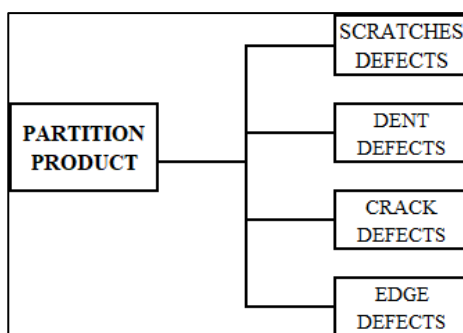 SCRATCHES
DEFECTS
PARTITION
PRODUCT
DENT
DEFECTS
CRACK
DEFECTS
EDGE
DEFECTS